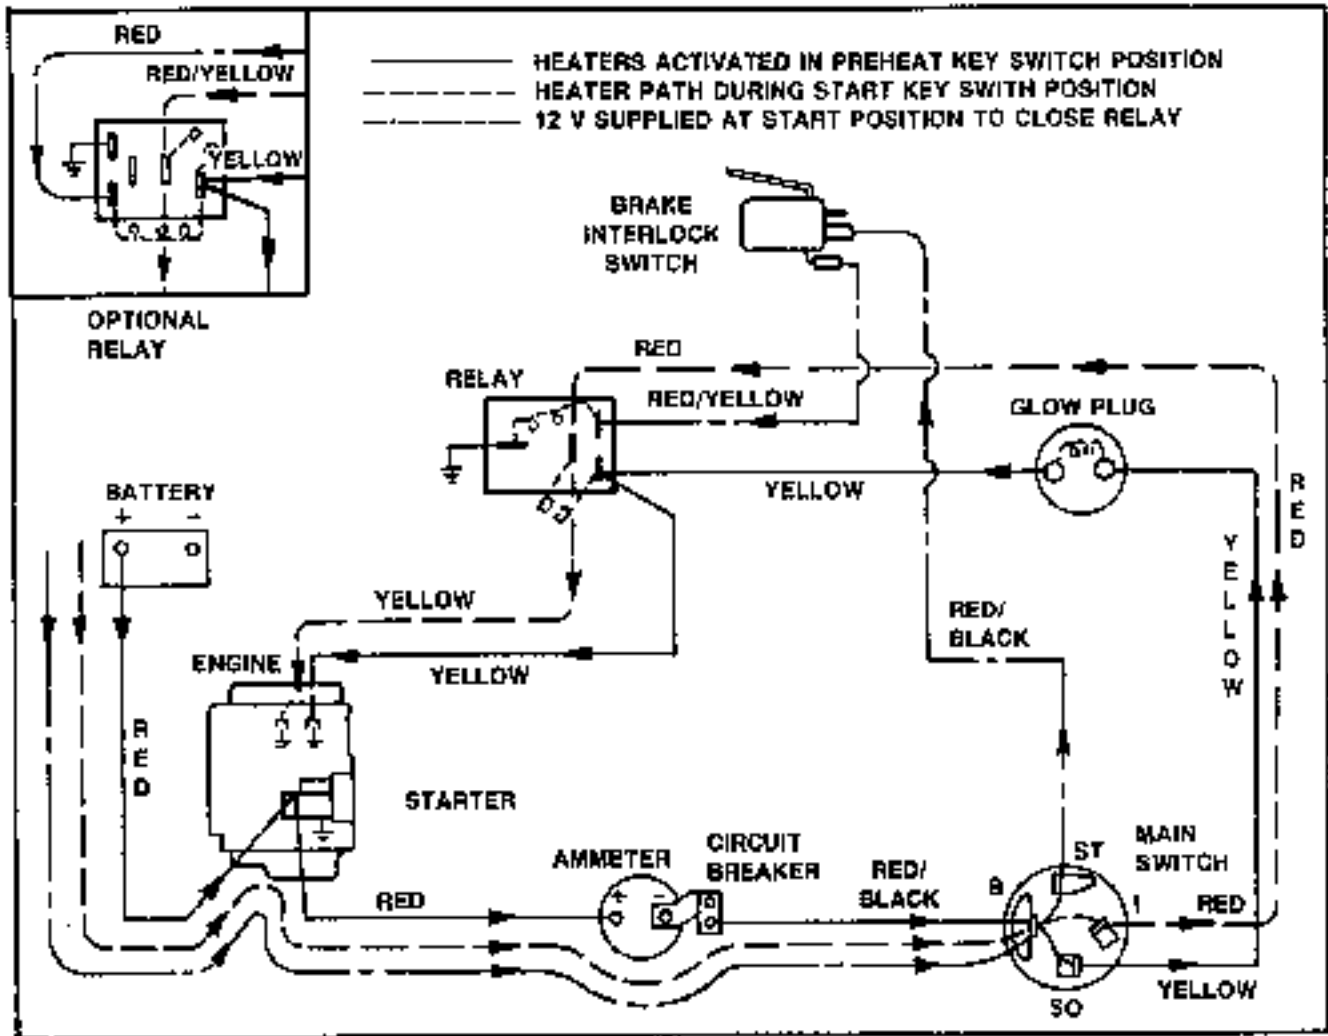 RED
RED/YELLOW
YELLOW
OPTIONAL
RELAY
HEATERS ACTIVATED IN PREHEAT KEY SWITCH POSITION
HEATER PATH DURING START KEY SWITH POSITION
12 V SUPPLIED AT START POSITION TO CLOSE RELAY
BRAKE
INTERLOCK
SWITCH
RED
RELAY
RED/YELLOW
GLOW PLUG
YELLOW
RED
YELLOW
BATTERY
+ -
YELLOW
RED/
BLACK
ENGINE
YELLOW
RED
STARTER
AMMETER
+ -
CIRCUIT
BREAKER
RED/
BLACK
B
ST
MAIN
SWITCH
I
RED
RED
SO
YELLOW